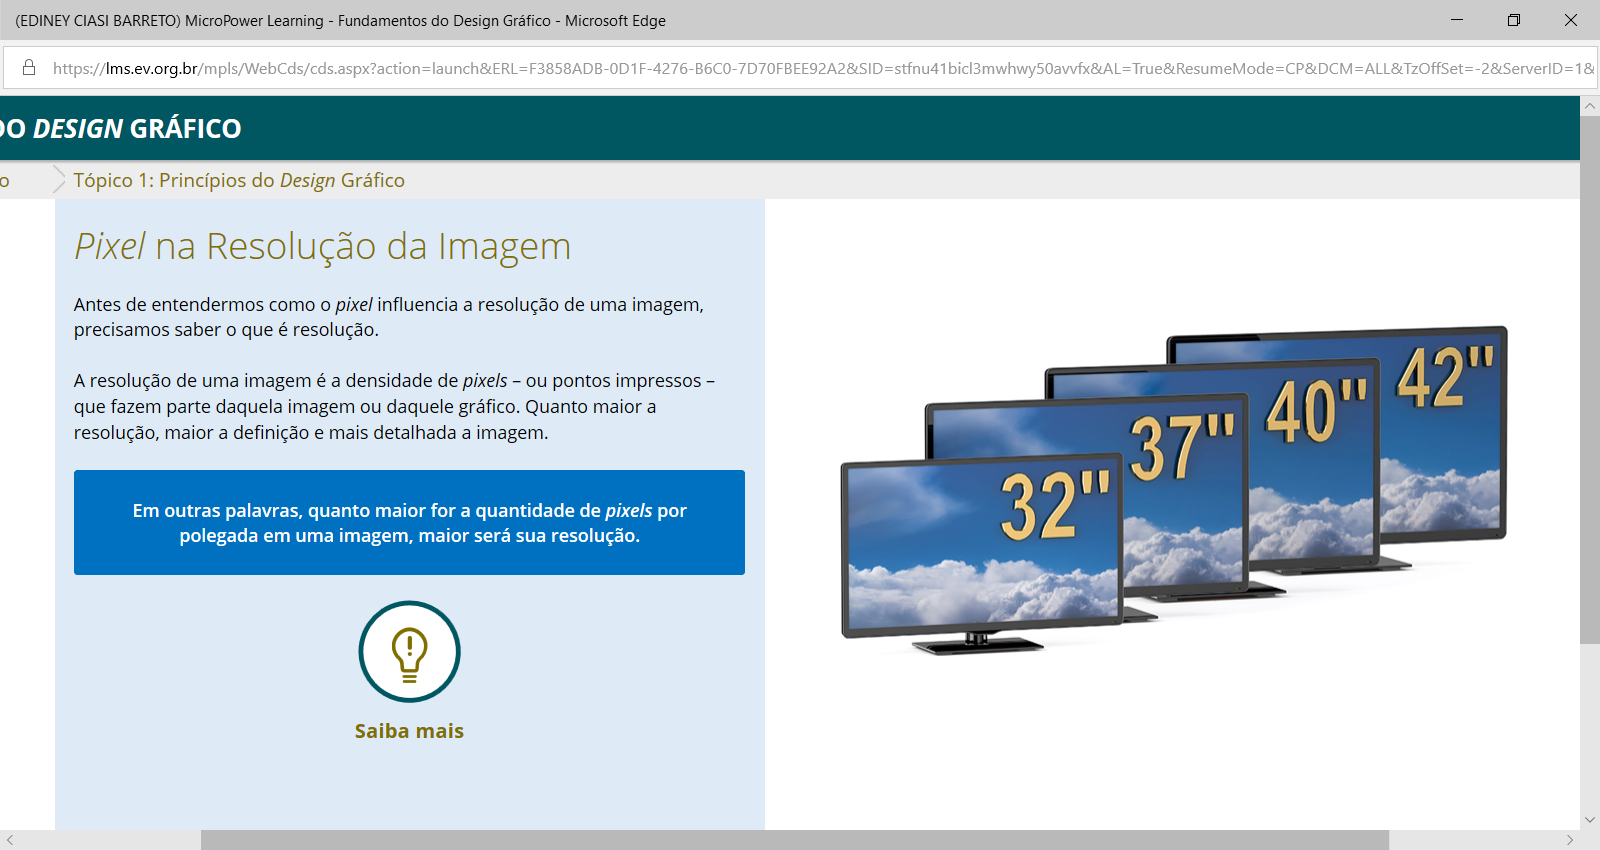 (EDINEY CIASI BARRETO) MicroPower Learning - Fundamentos do Design Gráfico - Microsoft Edge
https://lms.ev.org.br/mpls/WebCds/cds.aspx?action=launch&ERL=F3858ADB-0D1F-4276-B6C0-7D70FBEE92A2&SID=stfnu41bicl3mwhwy50avvfx&AL=True&ResumeMode=CP&DCM=ALL&TzOffSet=-2&ServerID=1&
DO DESIGN GRÁFICO
o
Tópico 1: Princípios do Design Gráfico
Pixel na Resolução da Imagem
Antes de entendermos como o pixel influencia a resolução de uma imagem,
precisamos saber o que é resolução.
A resolução de uma imagem é a densidade de pixels – ou pontos impressos –
que fazem parte daquela imagem ou daquele gráfico. Quanto maior a
resolução, maior a definição e mais detalhada a imagem.
Em outras palavras, quanto maior for a quantidade de pixels por
polegada em uma imagem, maior será sua resolução.
Saiba mais
32"
37"
40"
42"